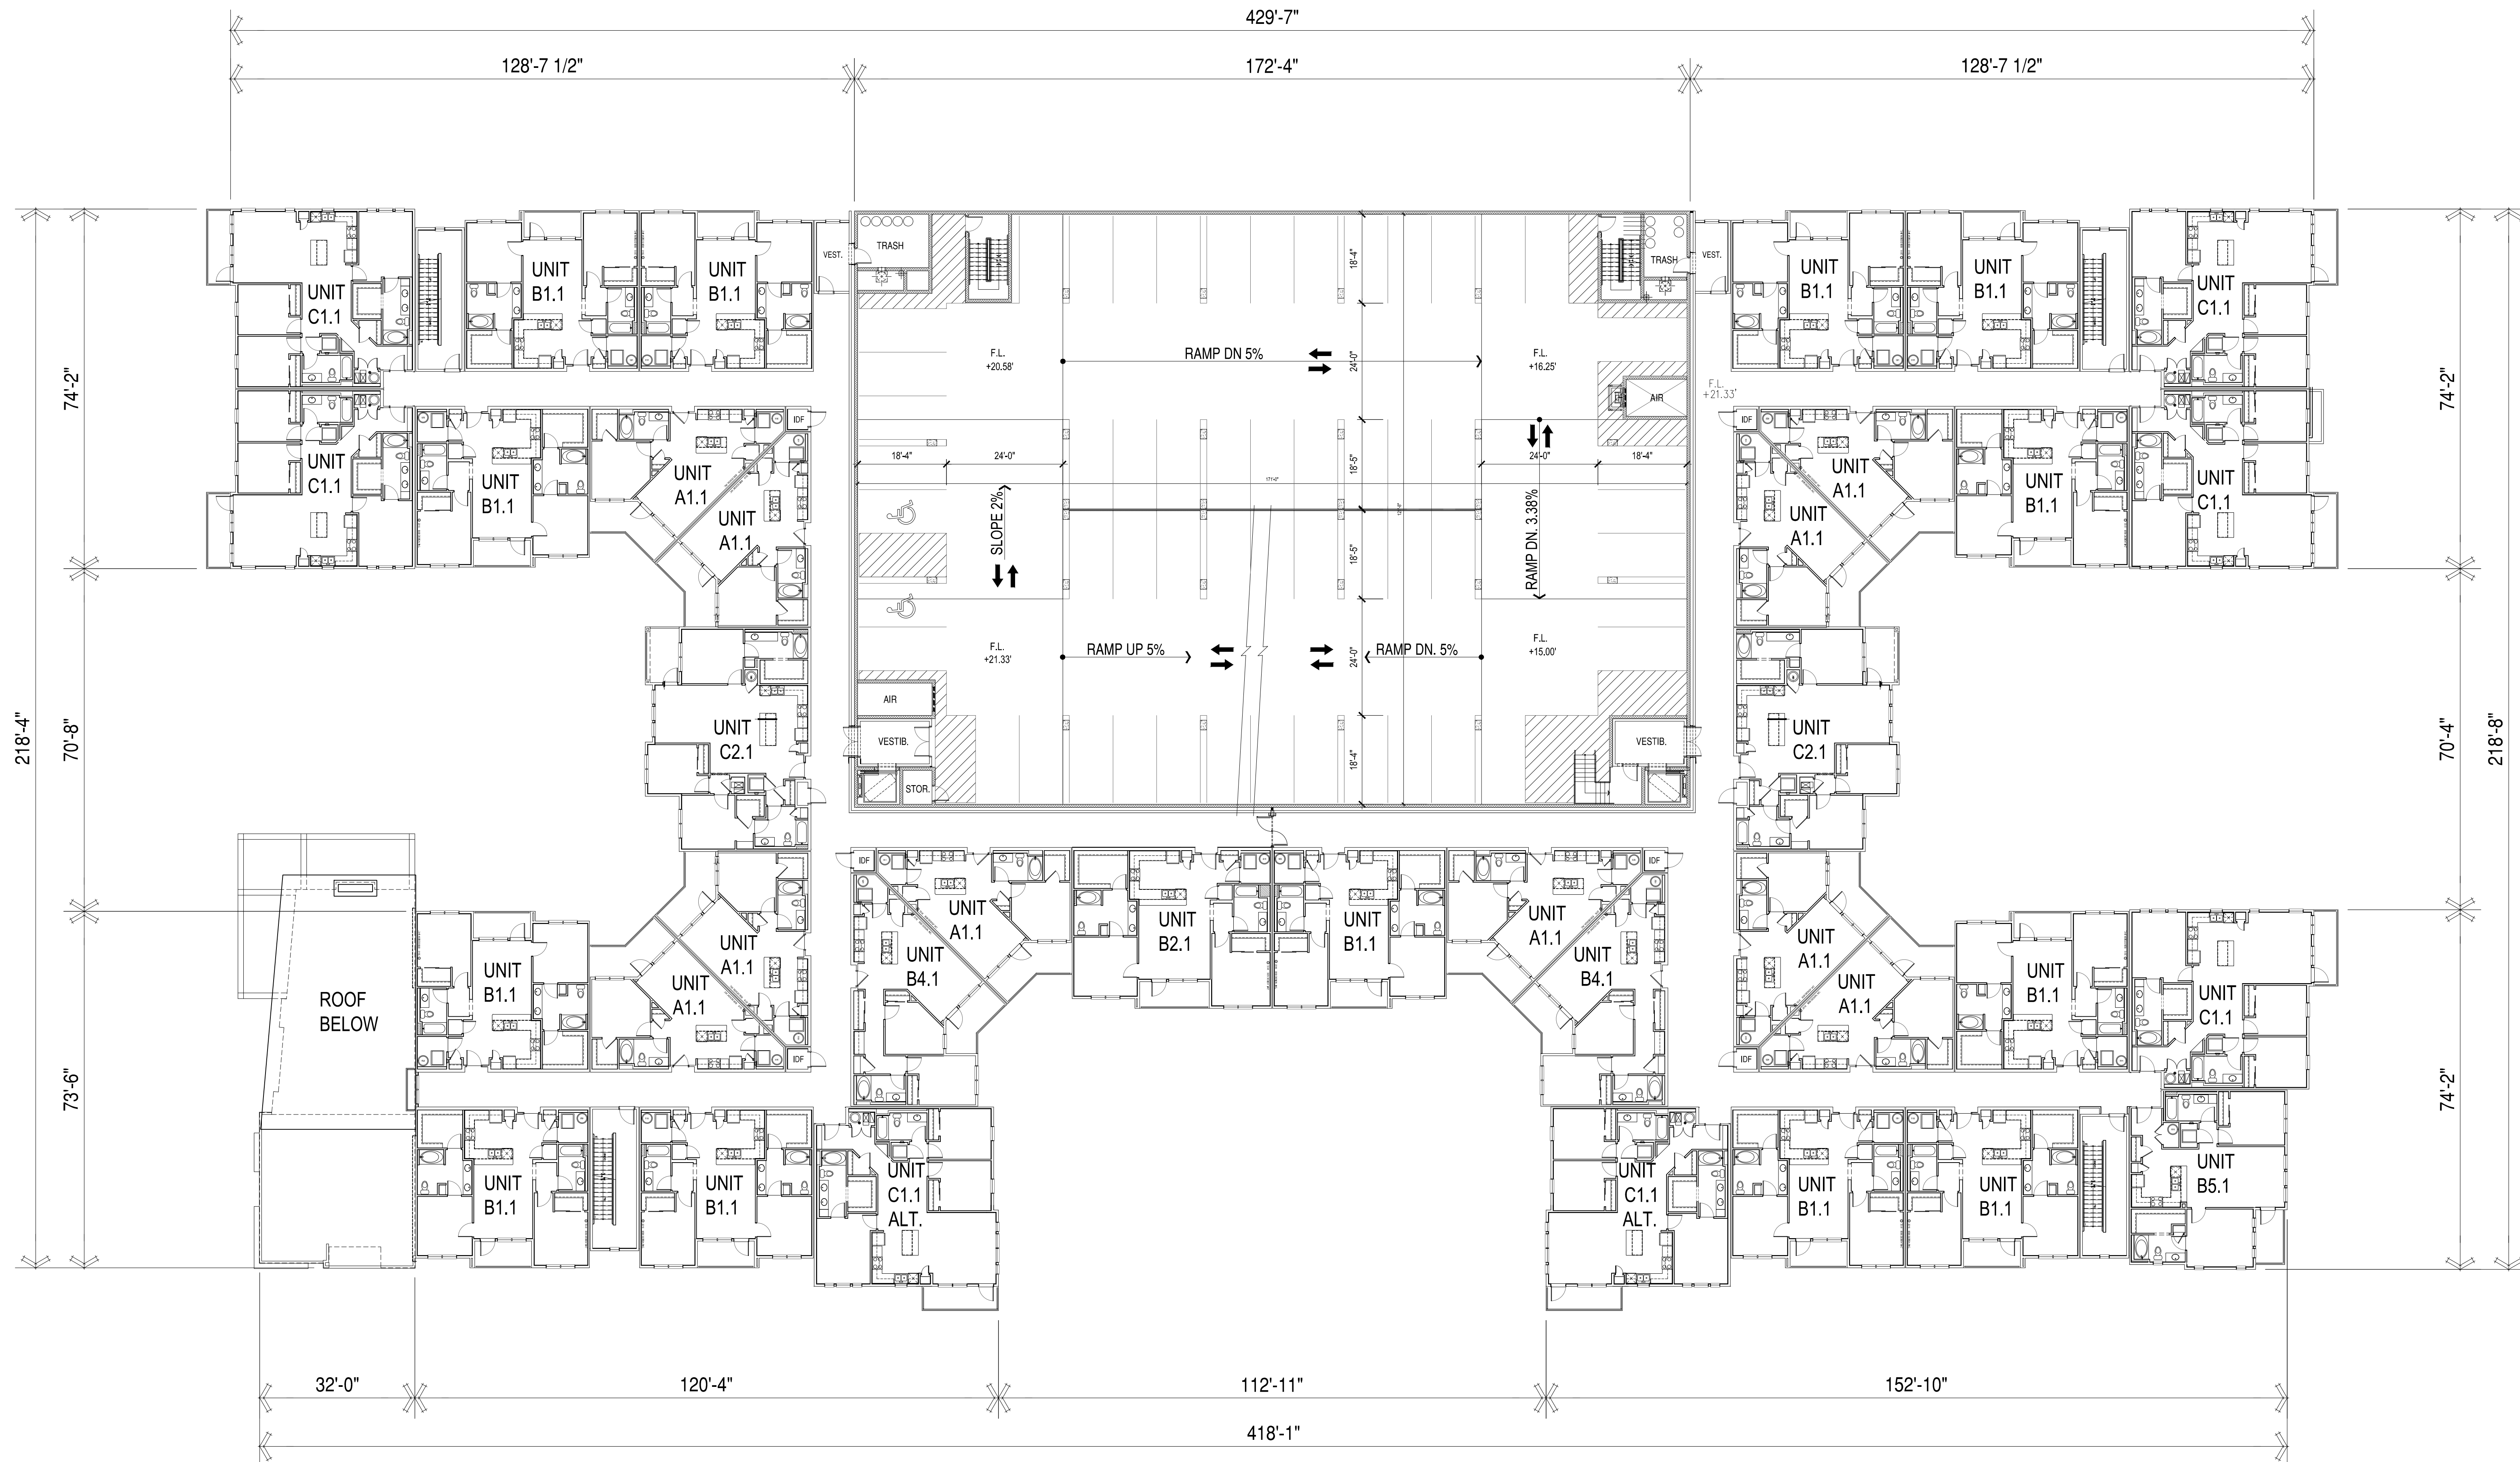 429'-7"
128'-7 1/2"
172'-4"
128'-7 1/2"
TRASH
VEST.
18'-4"
TRASH
VEST.
UNIT
B1.1
UNIT
B1.1
UNIT
B1.1
UNIT
B1.1
UNIT
C1.1
UNIT
C1.1
F.L.
+20.58'
RAMP DN 5%
24'-0"
F.L.
+16.25'
F.L.
+21.33'
AIR
74'-2"
74'-2"
IDF
IDF
18'-4"
24'-0"
18'-5"
24'-0"
18'-4"
171'-0"
UNIT
C1.1
UNIT
B1.1
UNIT
A1.1
UNIT
A1.1
UNIT
A1.1
UNIT
A1.1
UNIT
B1.1
UNIT
C1.1
SLOPE 2%
18'-5"
RAMP DN. 3.38%
F.L.
+21.33'
RAMP UP 5%
24'-0"
RAMP DN. 5%
F.L.
+15.00'
AIR
UNIT
C2.1
UNIT
C2.1
218'-4"
70'-8"
VESTIB.
18'-4"
VESTIB.
70'-4"
218'-8"
STOR.
IDF
IDF
UNIT
A1.1
UNIT
B2.1
UNIT
B1.1
UNIT
A1.1
UNIT
B4.1
UNIT
B4.1
ROOF
BELOW
UNIT
B1.1
UNIT
A1.1
UNIT
A1.1
UNIT
A1.1
UNIT
A1.1
UNIT
B1.1
UNIT
C1.1
IDF
IDF
73'-6"
74'-2"
UNIT
B1.1
UNIT
B1.1
UNIT
C1.1
ALT.
UNIT
C1.1
ALT.
UNIT
B1.1
UNIT
B1.1
UNIT
B5.1
32'-0"
120'-4"
112'-11"
152'-10"
418'-1"